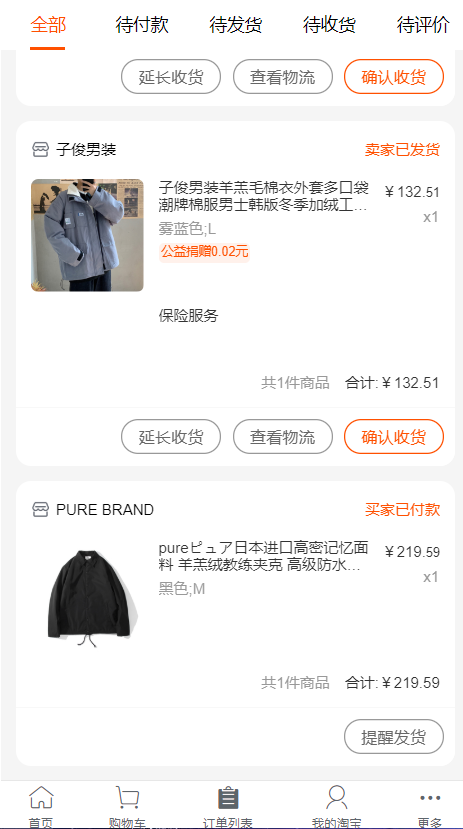 全部 待付款 待发货 待收货 待评价
延长收货 查看物流 确认收货
子俊男装 卖家已发货
子俊男装羊羔毛棉衣外套多口袋 ￥132.51
潮牌棉服男士韩版冬季加绒工... x1
雾蓝色;L
公益捐赠0.02元
保险服务
共1件商品 合计:￥132.51
延长收货 查看物流 确认收货
PURE BRAND 买家已付款
pureピュア日本进口高密记忆面 ￥219.59
料 羊羔绒教练夹克 高级防水... x1
黑色;M
共1件商品 合计:￥219.59
提醒发货
首页 购物车 订单列表 我的淘宝 更多